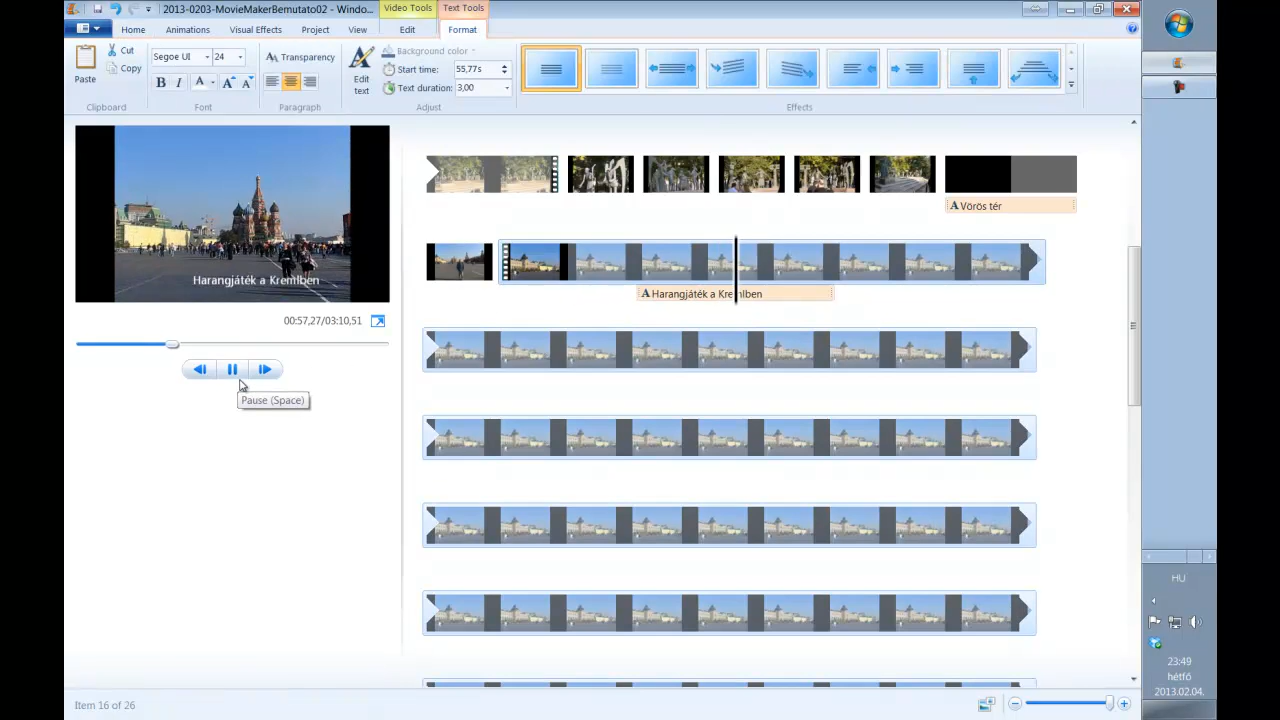 2013-0203-MovieMakerBemutato02 - Windo...
Video Tools
Text Tools
Home
Animations
Visual Effects
Project
View
Edit
Format
Paste
Cut
Copy
Clipboard
Segoe UI
24
B I A A A
Font
Transparency
Paragraph
Edit
text
Background color
Start time:
55,77s
Text duration:
3,00
Adjust
Effects
Harangjáték a Kremlben
00:57,27/03:10,51
Pause (Space)
A Vörös tér
A Harangjáték a Kremlben
Item 16 of 26
HU
23:49
hétfő
2013.02.04.